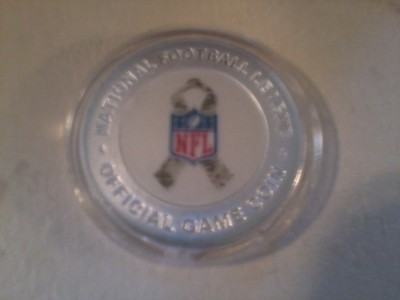 NATIONAL FOOTBALL LEAGUE
NFL
OFFICIAL GAME COIN